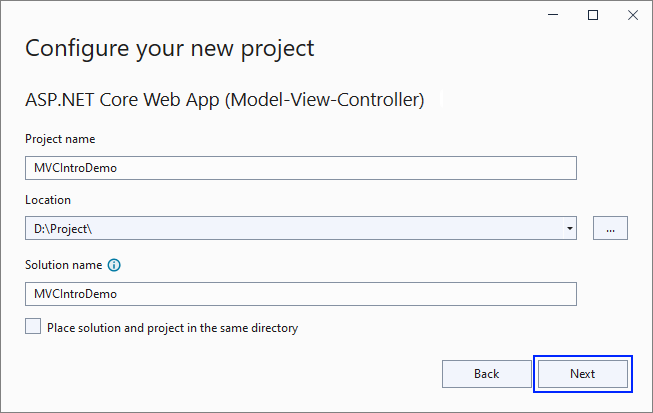 Configure your new project
ASP.NET Core Web App (Model-View-Controller)
Project name
MVCIntroDemo
Location
D:\Project\
...
Solution name
MVCIntroDemo
Place solution and project in the same directory
Back Next